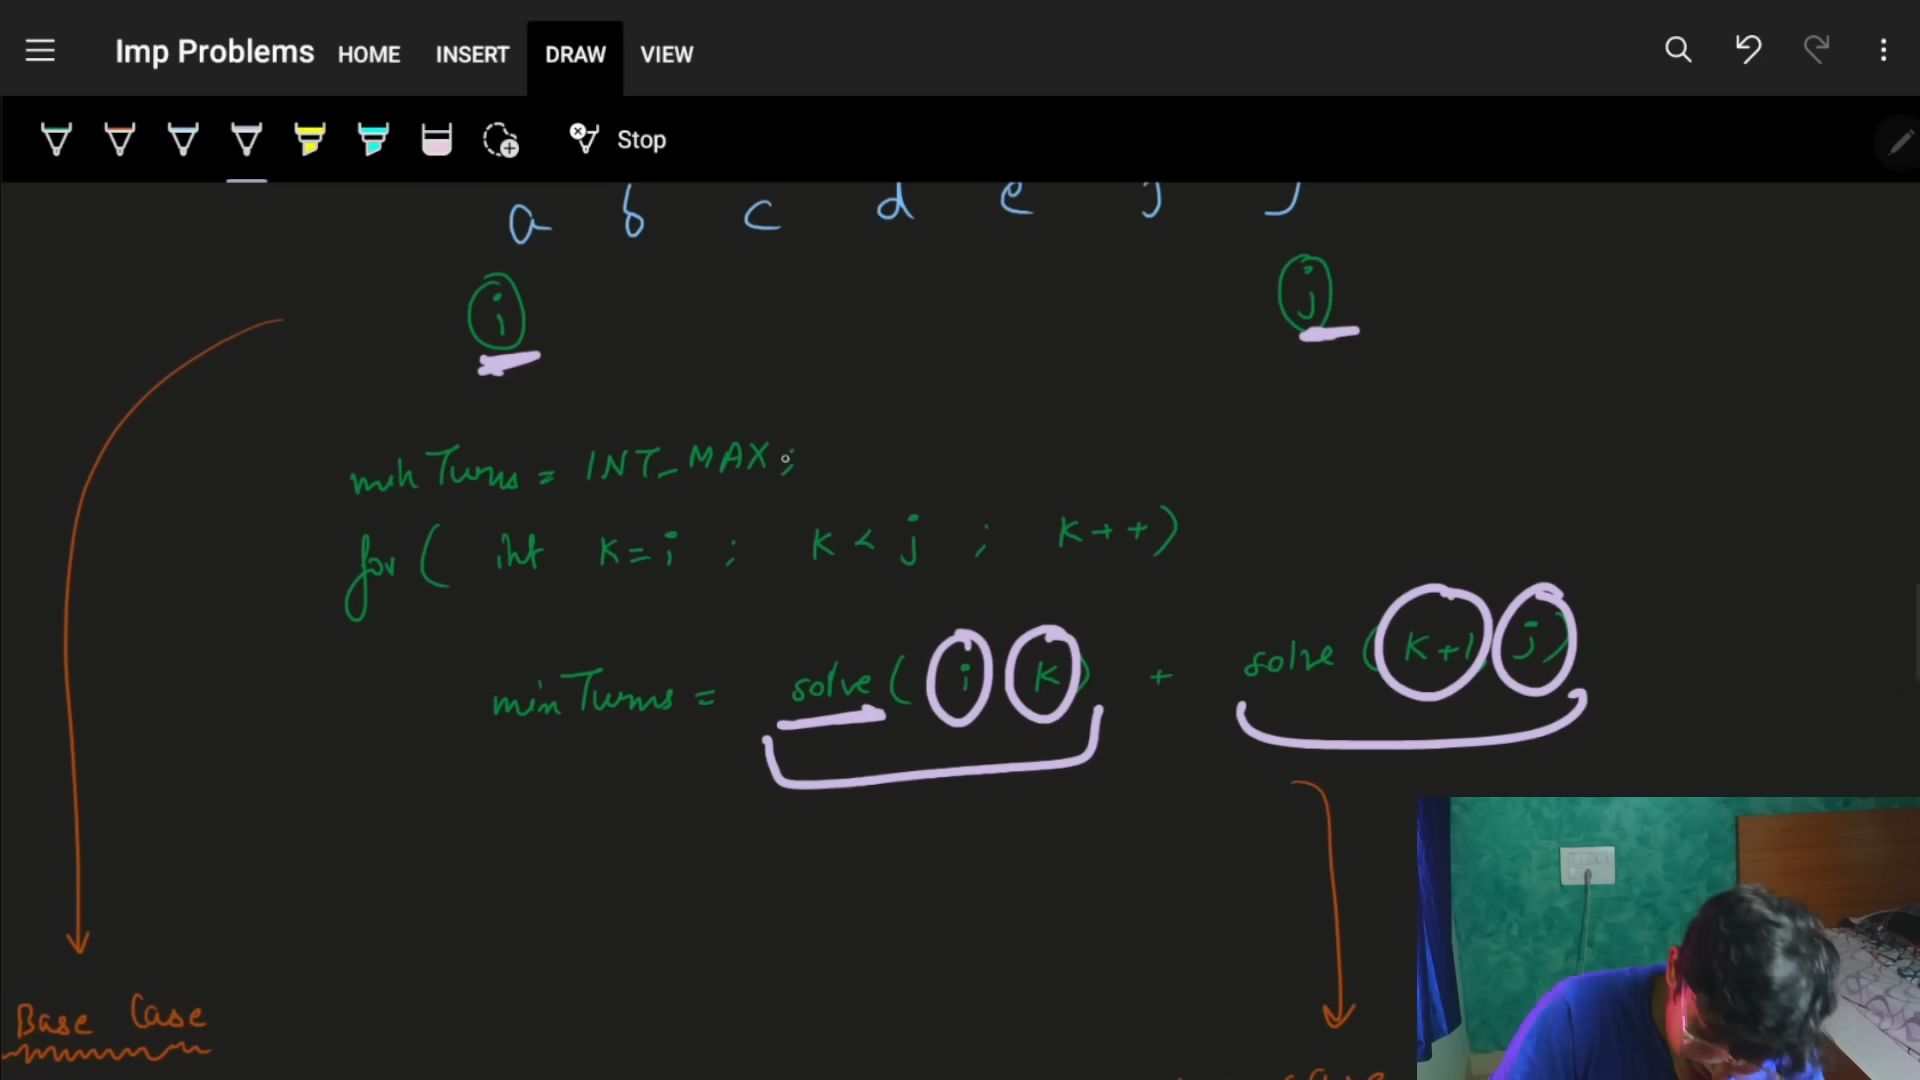 Imp Problems HOME INSERT DRAW VIEW
Stop
a b c d e
i j
minTurns = INT_MAX;
for ( int K=i ; K < j ; K++)
minTurns = solve ( i K) + solve ( K+1 j)
Base Case